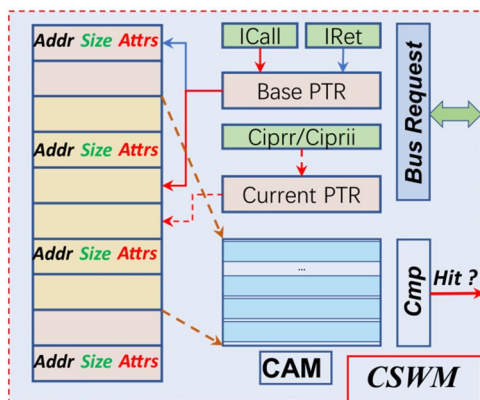 Addr Size Attrs
ICall
IRet
Base PTR
Bus Request
Addr Size Attrs
Ciprr/Ciprii
Current PTR
Addr Size Attrs
...
Cmp
Hit ?
Addr Size Attrs
CAM
CSWM